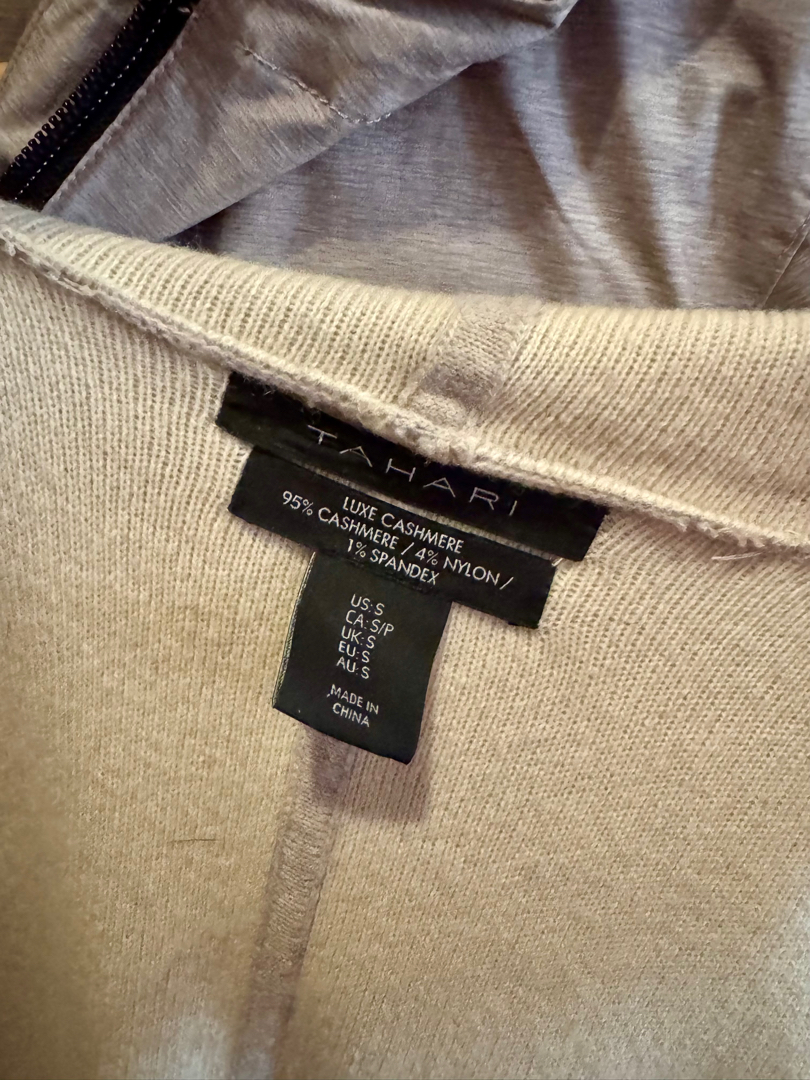 TAHARI
LUXE CASHMERE
95% CASHMERE / 4% NYLON /
1% SPANDEX
US: S
CA: S/P
UK: S
EU: S
AU: S
MADE IN
CHINA